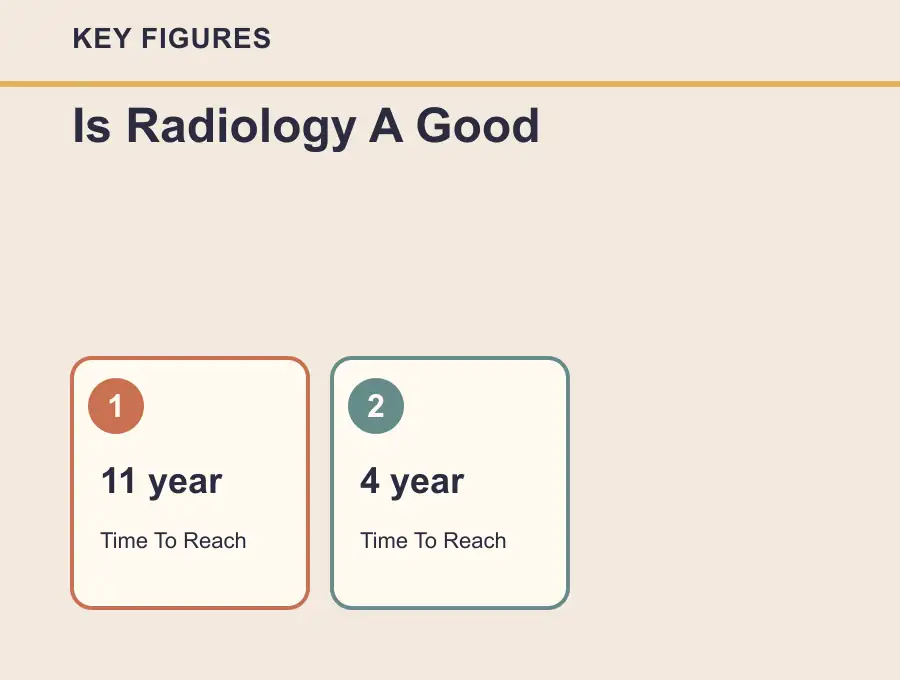 KEY FIGURES
Is Radiology A Good
1
11 year
Time To Reach
2
4 year
Time To Reach